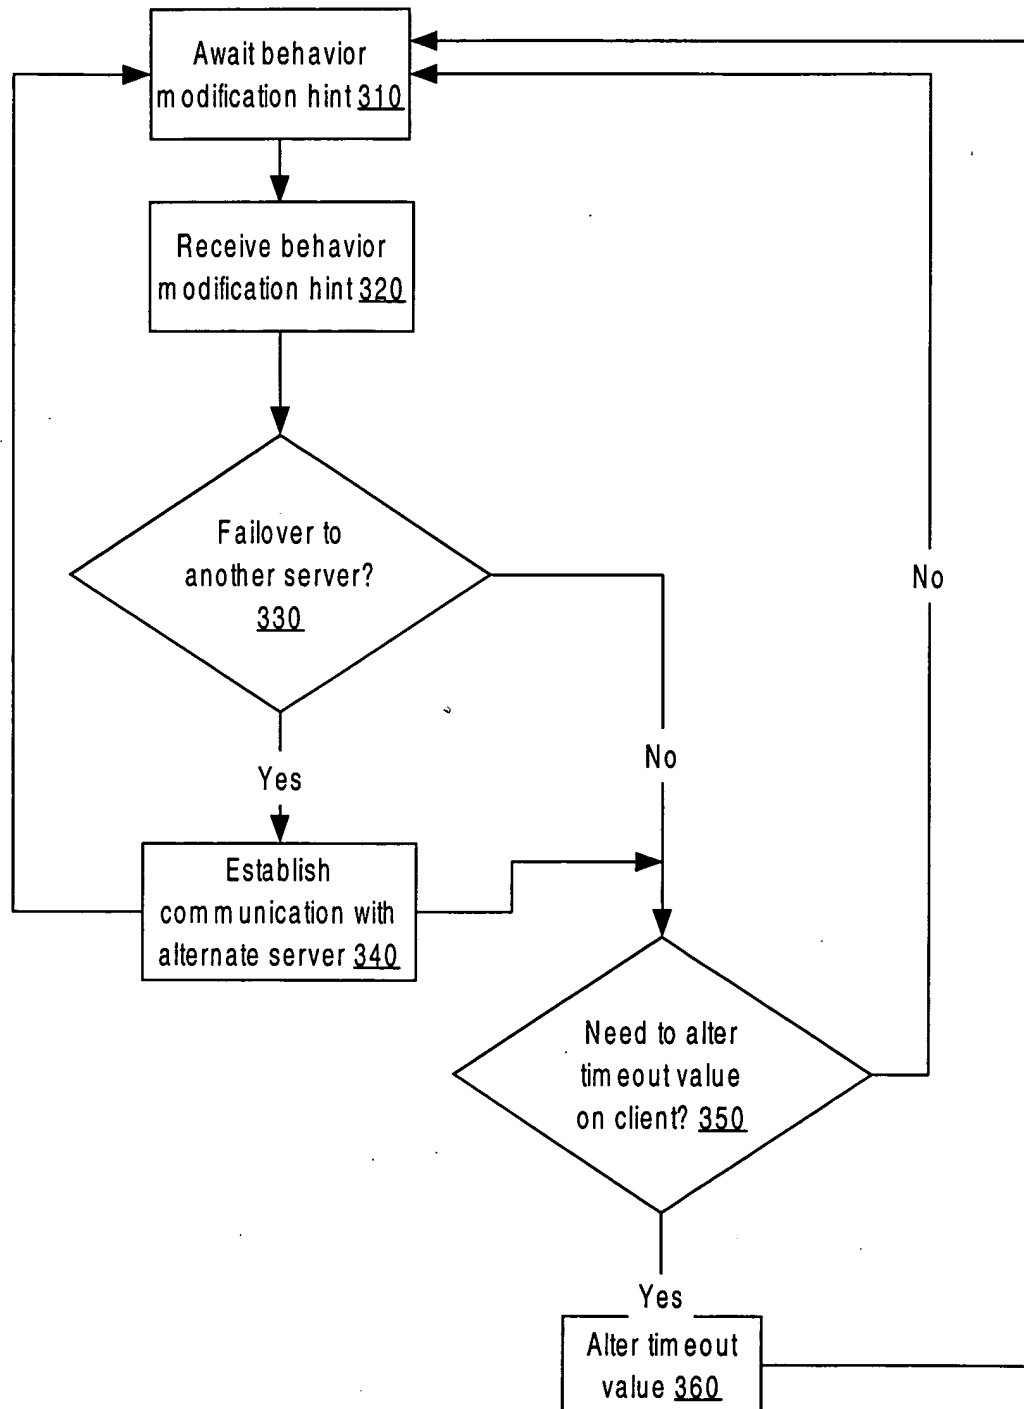 Await behavior
modification hint 310
Receive behavior
modification hint 320
Failover to
another server?
330
No
No
Yes
Establish
communication with
alternate server 340
Need to alter
timeout value
on client? 350
Yes
Alter timeout
value 360